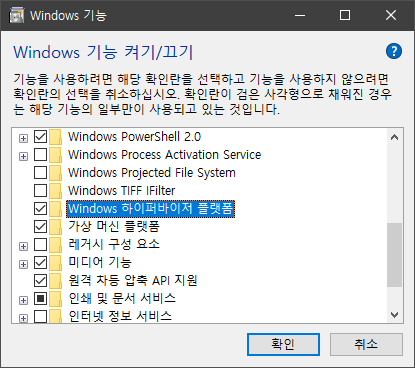 Windows 기능
Windows 기능 켜기/끄기
기능을 사용하려면 해당 확인란을 선택하고 기능을 사용하지 않으려면
확인란의 선택을 취소하십시오. 확인란이 검은 사각형으로 채워진 경우
는 해당 기능의 일부만이 사용되고 있는 것입니다.
Windows PowerShell 2.0
Windows Process Activation Service
Windows Projected File System
Windows TIFF IFilter
Windows 하이퍼바이저 플랫폼
가상 머신 플랫폼
레거시 구성 요소
미디어 기능
원격 차등 압축 API 지원
인쇄 및 문서 서비스
인터넷 정보 서비스
확인
취소